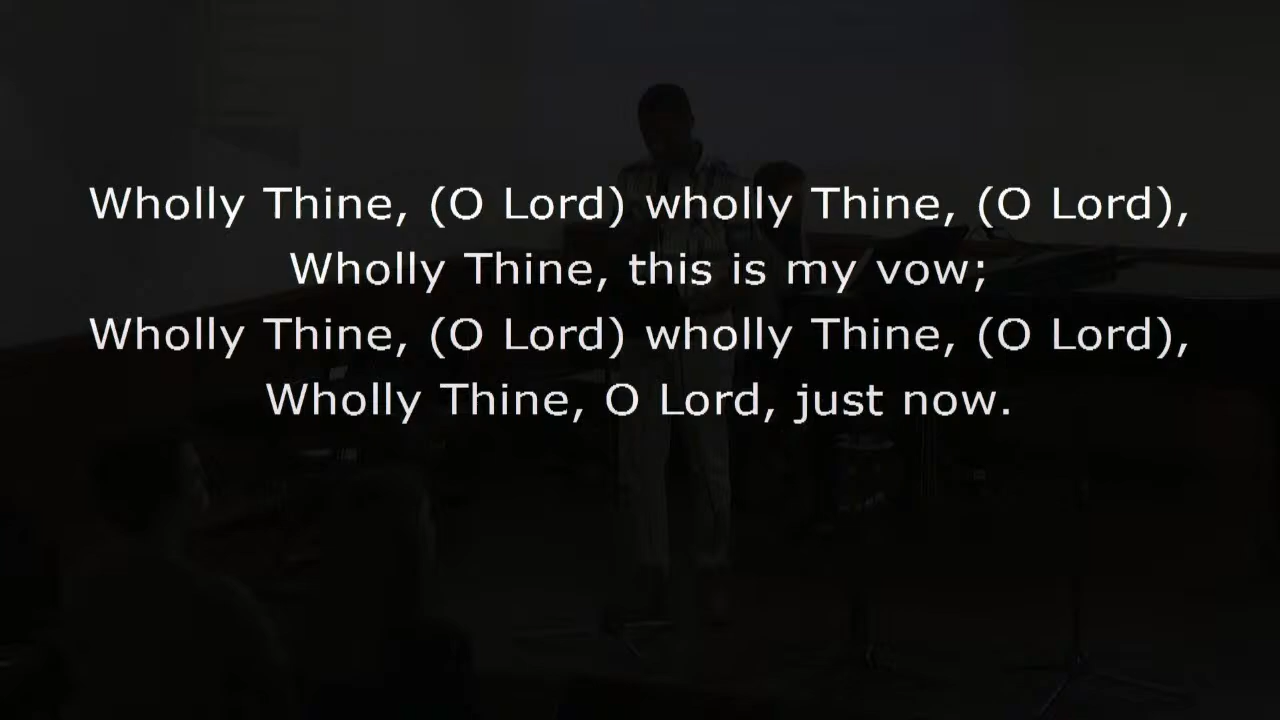 Wholly Thine, (O Lord) wholly Thine, (O Lord),
Wholly Thine, this is my vow;
Wholly Thine, (O Lord) wholly Thine, (O Lord),
Wholly Thine, O Lord, just now.